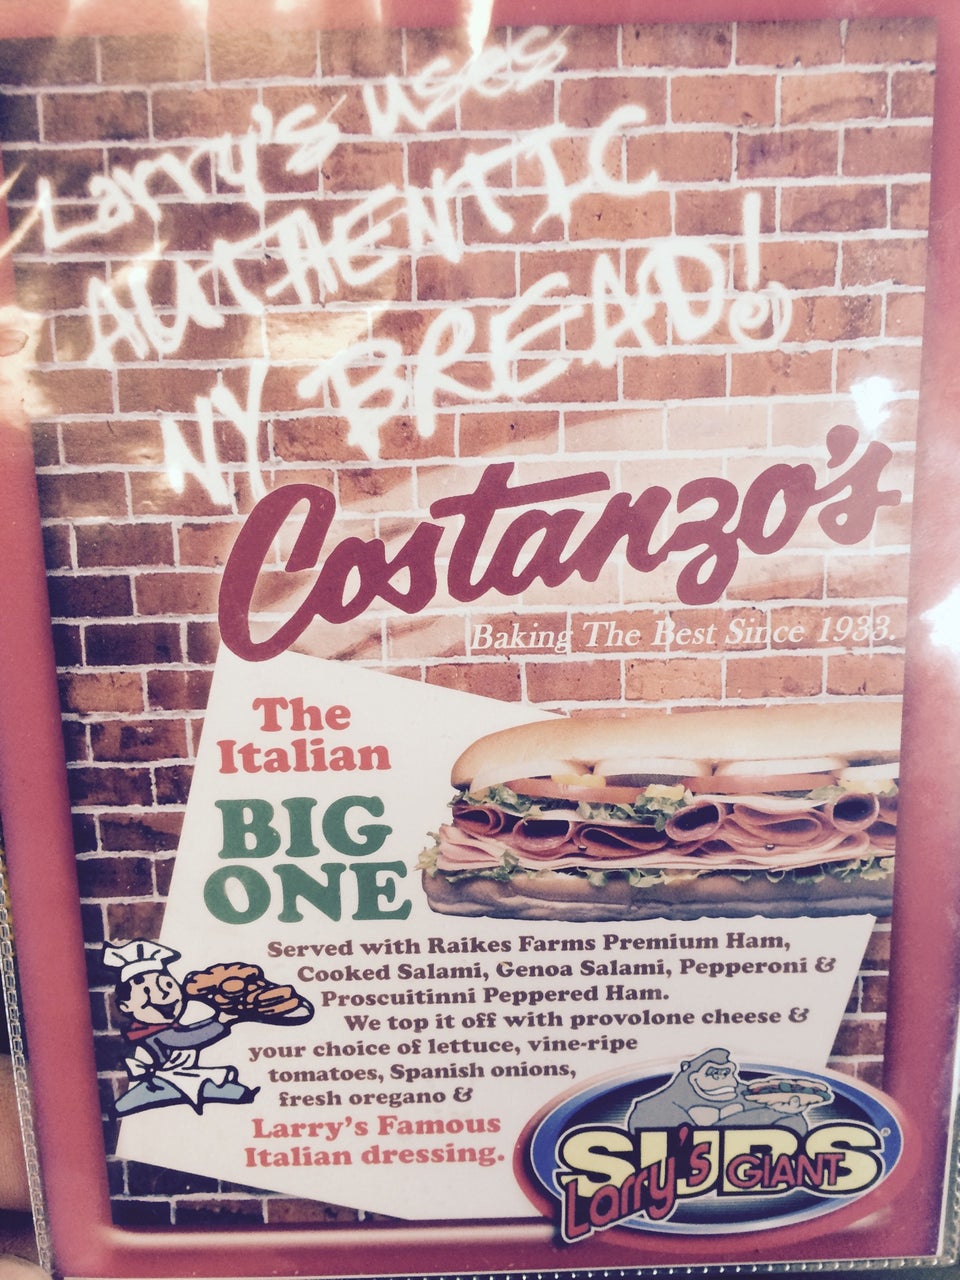 Larry's uses
AUTHENTIC
NY BREAD!
Costanzo's
Baking The Best Since 1933.
The
Italian
BIG
ONE
Served with Raikes Farms Premium Ham,
Cooked Salami, Genoa Salami, Pepperoni &
Proscuitinni Peppered Ham.
We top it off with provolone cheese &
your choice of lettuce, vine-ripe
tomatoes, Spanish onions,
fresh oregano &
Larry's Famous
Italian dressing.
SUBS®
Larry's GIANT